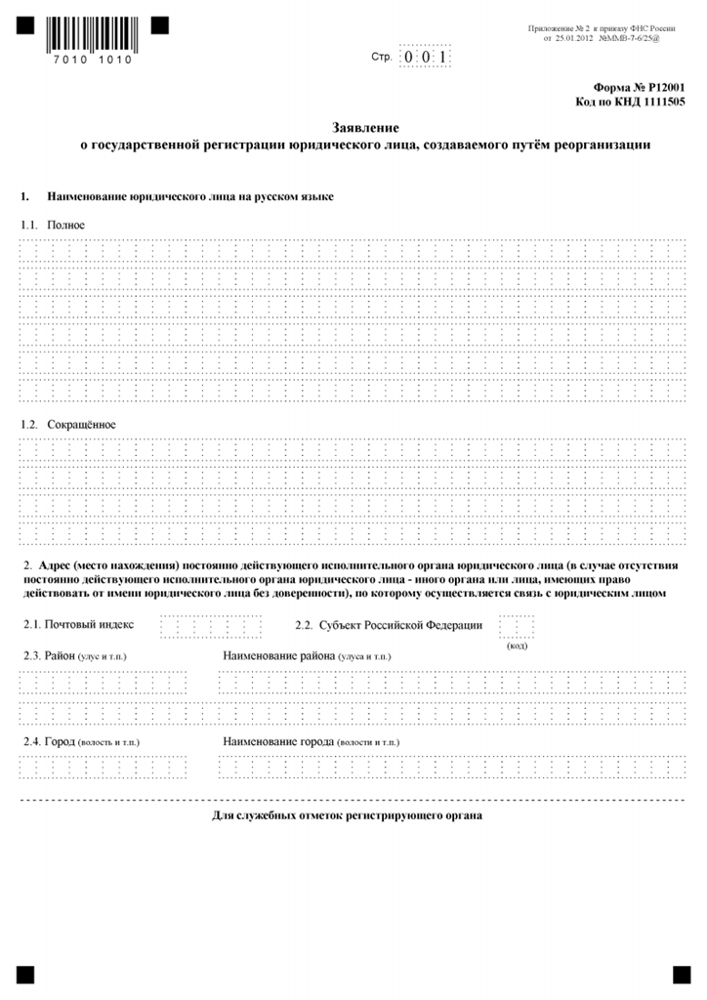 Приложение № 2 к приказу ФНС России
от 25.01.2012 №ММВ-7-6/25@
7010 1010
Стр. 001
Форма № Р12001
Код по КНД 1111505
Заявление
о государственной регистрации юридического лица, создаваемого путём реорганизации
1. Наименование юридического лица на русском языке
1.1. Полное
1.2. Сокращённое
2. Адрес (место нахождения) постоянно действующего исполнительного органа юридического лица (в случае отсутствия
постоянно действующего исполнительного органа юридического лица - иного органа или лица, имеющих право
действовать от имени юридического лица без доверенности), по которому осуществляется связь с юридическим лицом
2.1. Почтовый индекс 2.2. Субъект Российской Федерации
(код)
2.3. Район (улус и т.п.) Наименование района (улуса и т.п.)
2.4. Город (волость и т.п.) Наименование города (волости и т.п.)
Для служебных отметок регистрирующего органа